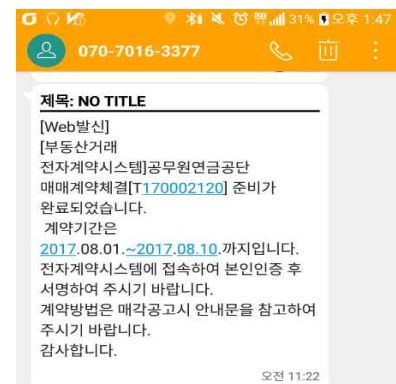 31% 오후 1:47
070-7016-3377
제목: NO TITLE
[Web발신]
[부동산거래
전자계약시스템]공무원연금공단
매매계약체결[T170002120] 준비가
완료되었습니다.
계약기간은
2017.08.01.~2017.08.10.까지입니다.
전자계약시스템에 접속하여 본인인증 후
서명하여 주시기 바랍니다.
계약방법은 매각공고시 안내문을 참고하여
주시기 바랍니다.
감사합니다.
오전 11:22